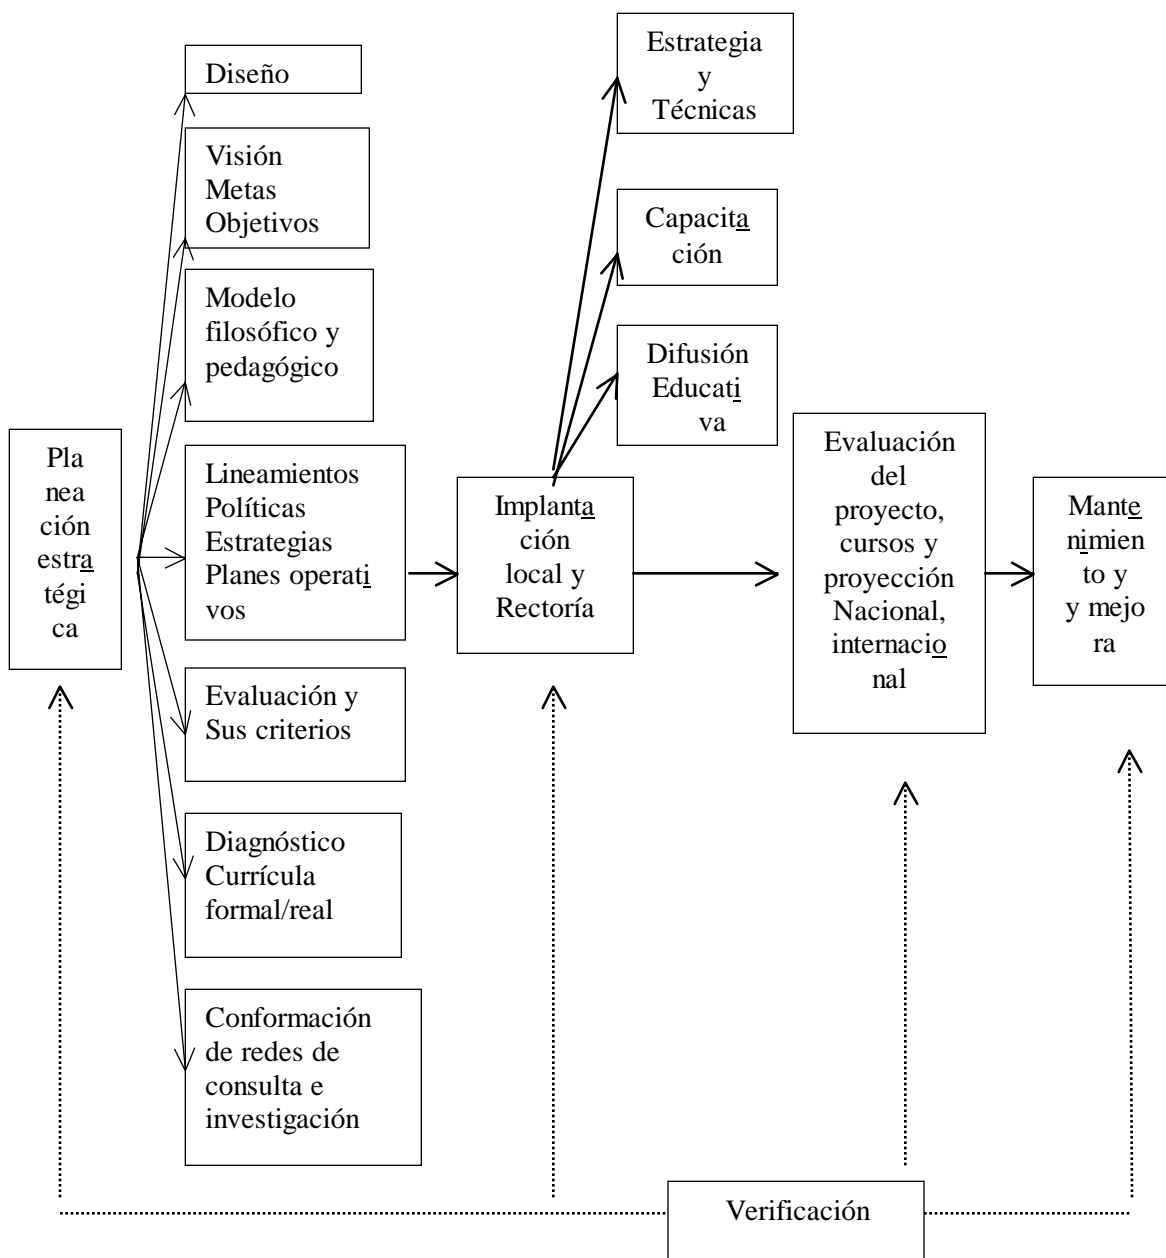 Diseño
Visión
Metas
Objetivos
Modelo
filosófico y
pedagógico
Pla
nea
ción
estra
tégi
ca
Lineamientos
Políticas
Estrategias
Planes operati
vos
Evaluación y
Sus criterios
Diagnóstico
Currícula
formal/real
Conformación
de redes de
consulta e
investigación
Implanta
ción
local y
Rectoría
Estrategia
y
Técnicas
Capacita
ción
Difusión
Educati
va
Evaluación
del
proyecto,
cursos y
proyección
Nacional,
internacio
nal
Mante
nimien
to y
y mejo
ra
Verificación